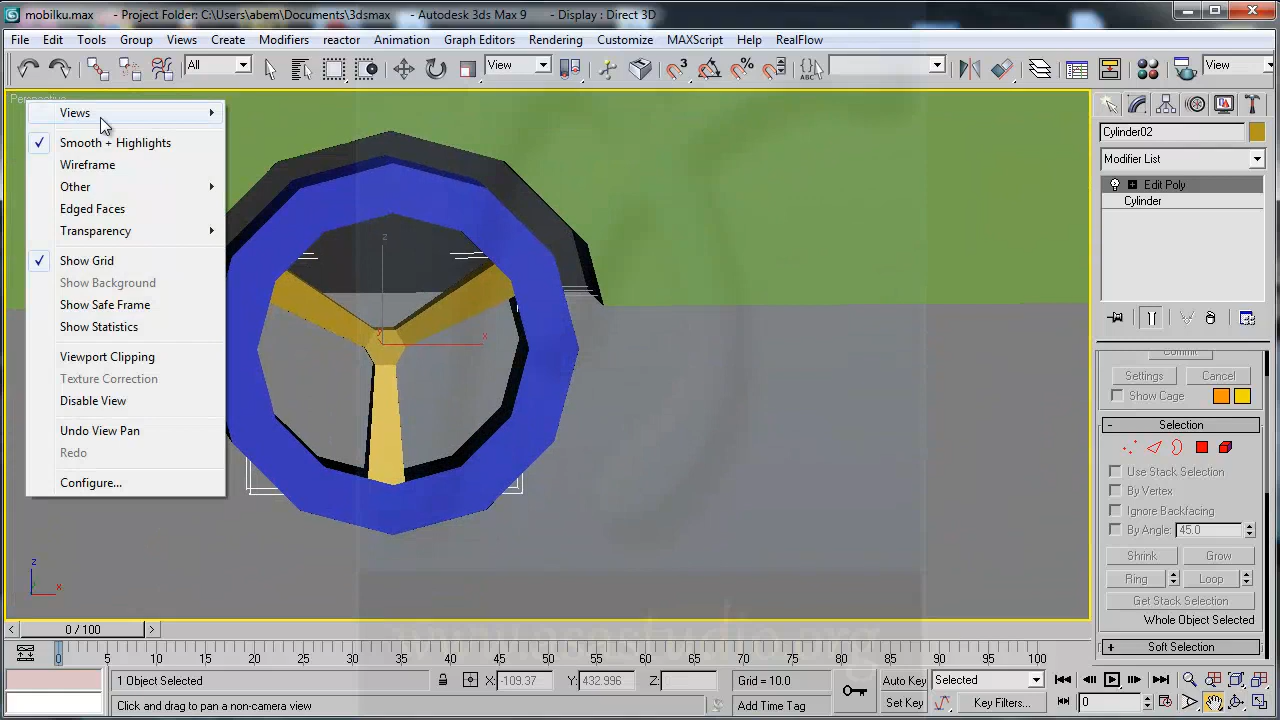 mobilku.max - Project Folder: C:\Users\abem\Documents\3dsmax - Autodesk 3ds Max 9 - Display : Direct 3D
File Edit Tools Group Views Create Modifiers reactor Animation Graph Editors Rendering Customize MAXScript Help RealFlow
All View 3 % ABC View
Perspective
Views
Smooth + Highlights
Wireframe
Other
Edged Faces
Transparency
Show Grid
Show Background
Show Safe Frame
Show Statistics
Viewport Clipping
Texture Correction
Disable View
Undo View Pan
Redo
Configure...
z
x
y
z
x
www.asestudio.org
Cylinder02
Modifier List
Edit Poly
Cylinder
Commit
Settings Cancel
Show Cage
- Selection
Use Stack Selection
By Vertex
Ignore Backfacing
By Angle: 45.0
Shrink Grow
Ring Loop
Get Stack Selection
Whole Object Selected
+ Soft Selection
< 0 / 100 >
0 5 10 15 20 25 30 35 40 45 50 55 60 65 70 75 80 85 90 95 100
1 Object Selected X: -109.37 Y: 432.996 Z: Grid = 10.0 Auto Key Selected
Click and drag to pan a non-camera view Add Time Tag Set Key Key Filters... 0